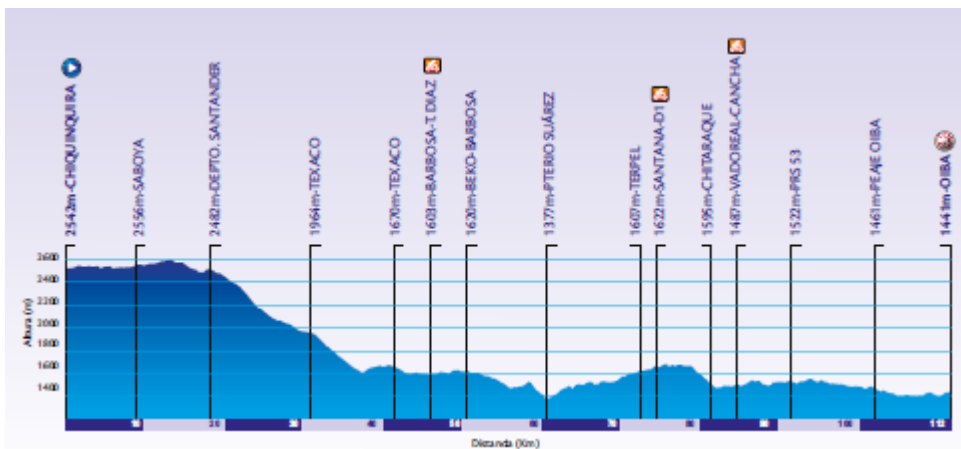 2542m-CHIQUINQUIRA
2556m-SABOYA
2482m-DEPTO. SANTANDER
1964m-TEXACO
1670m-TEXACO
1603m-BARBOSA-T. DIAZ
1620m-BEKO-BARBOSA
1377m-PTERIO SUÁREZ
1607m-TERPEL
1622m-SANTANA-D1
1595m-CHITARAQUE
1487m-VADOREAL-CANCHA
1522m-PRS 53
1461m-PEAJE OIBA
1441m-OIBA
Altura (m)
2600
2400
2200
2000
1800
1600
1400
10
20
30
40
50
60
70
80
90
100
110
Distancia (Km)